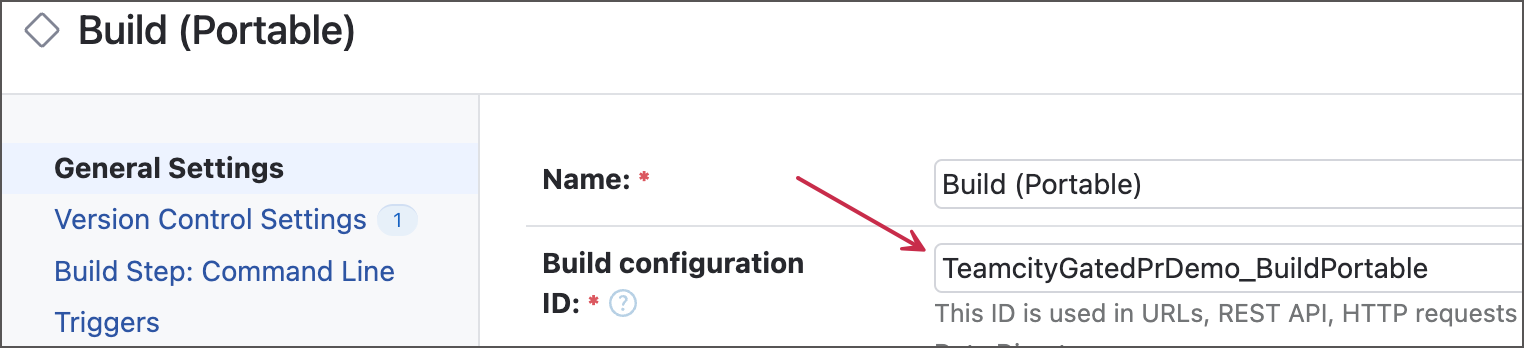 Build (Portable)
General Settings
Version Control Settings 1
Build Step: Command Line
Triggers
Name: *
Build (Portable)
Build configuration
ID: * ?
TeamcityGatedPrDemo_BuildPortable
This ID is used in URLs, REST API, HTTP requests